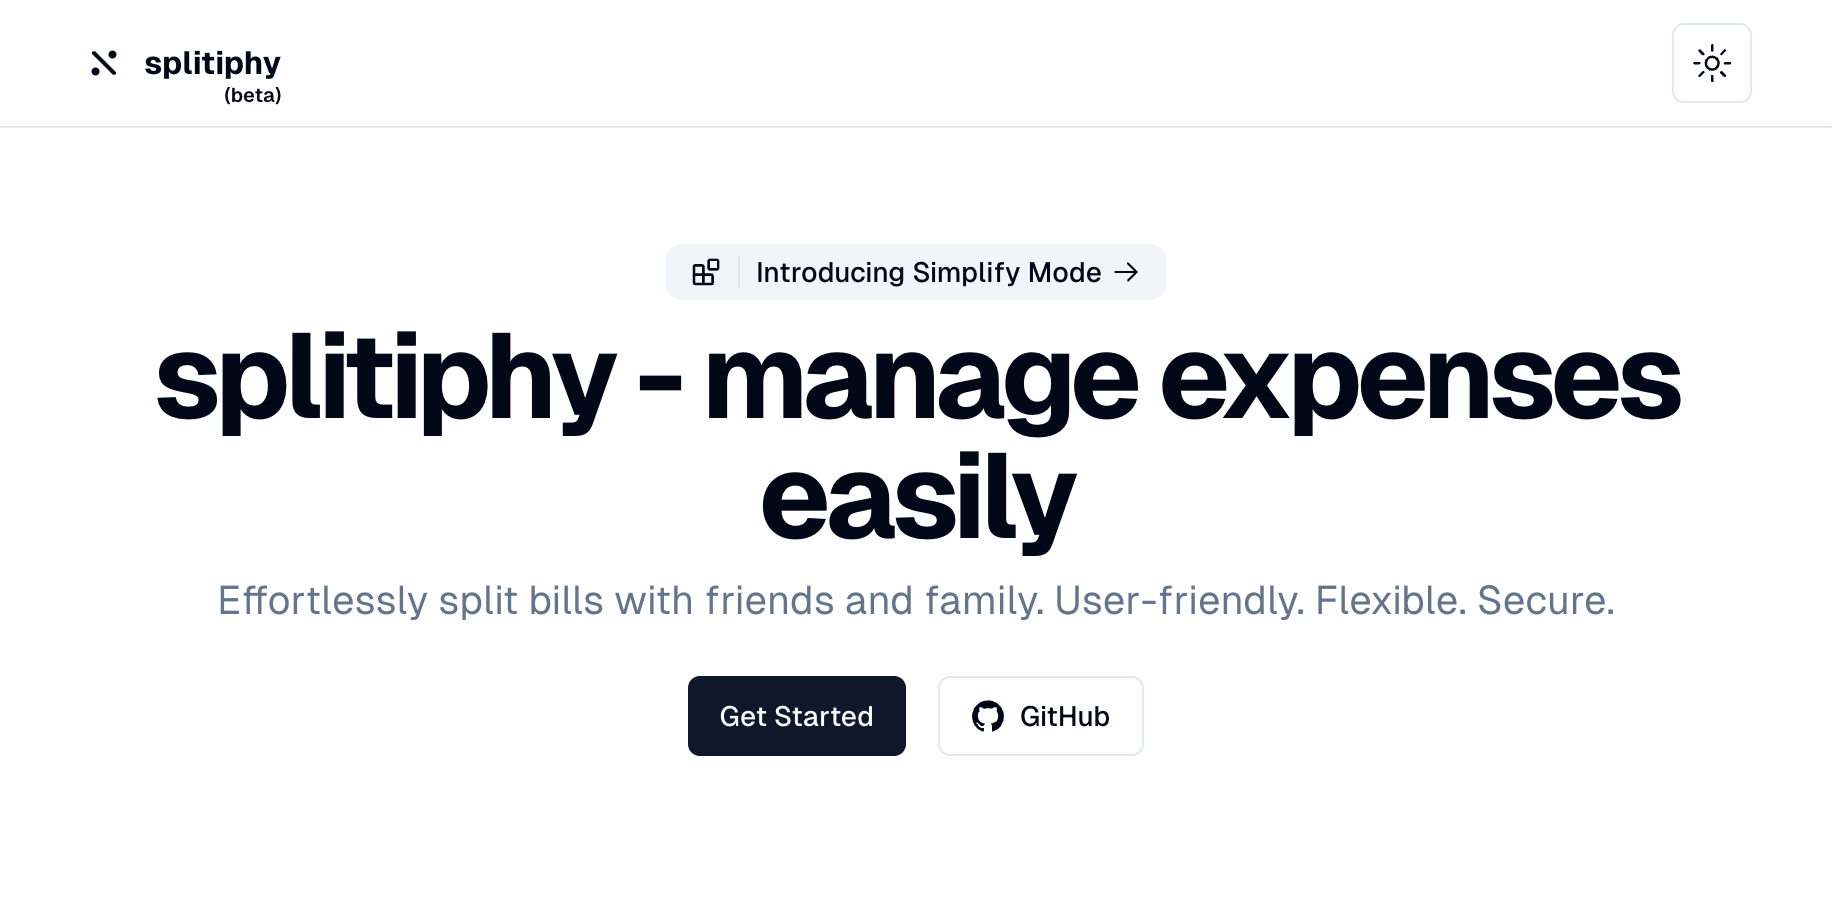 splitiphy
(beta)
Introducing Simplify Mode →
splitiphy - manage expenses
easily
Effortlessly split bills with friends and family. User-friendly. Flexible. Secure.
Get Started
GitHub